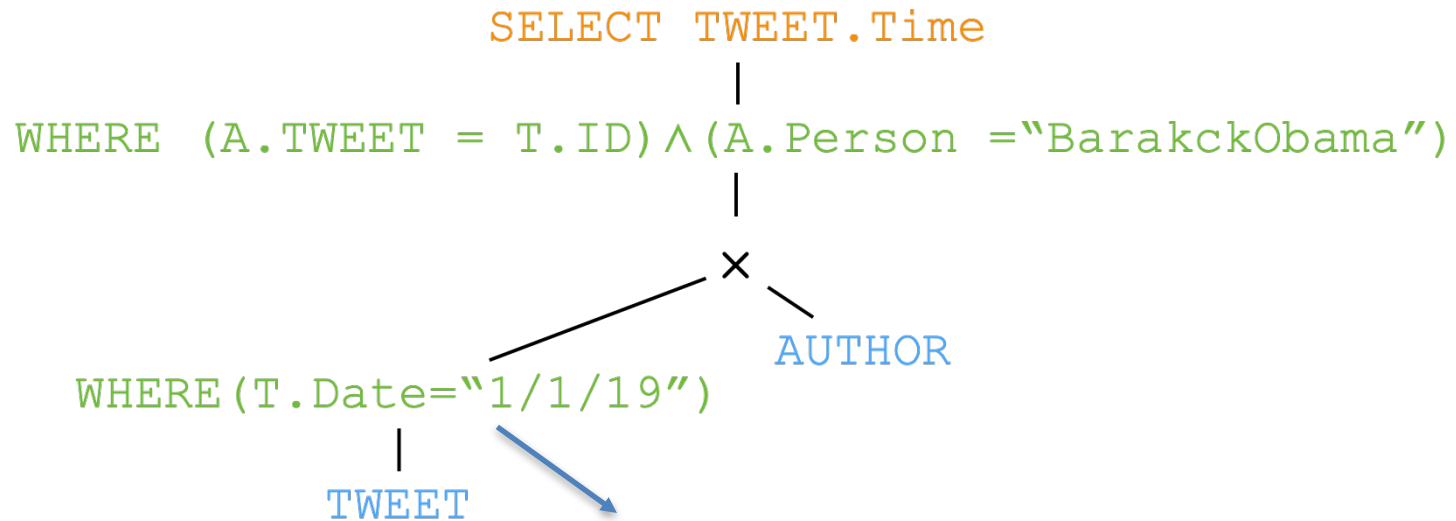 SELECT TWEET.Time
WHERE (A.TWEET = T.ID)∧(A.Person =“BarakckObama”)
×
AUTHOR
WHERE(T.Date=“1/1/19”)
TWEET